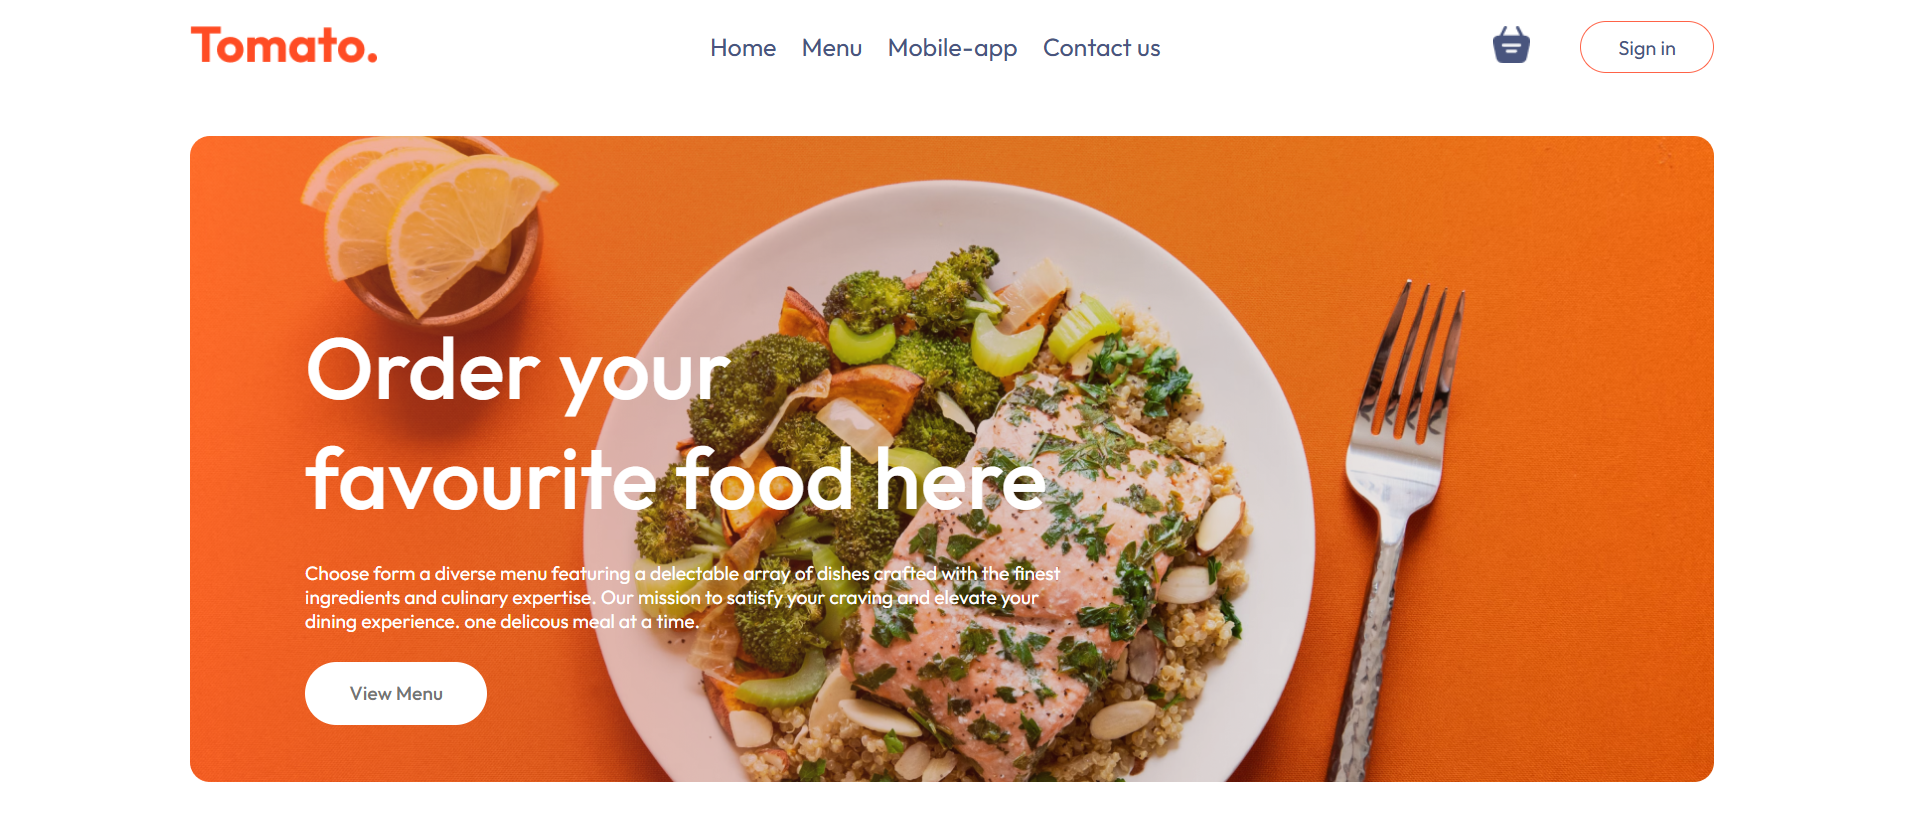 Tomato.
Home Menu Mobile-app Contact us
Sign in
Order your
favourite food here
Choose form a diverse menu featuring a delectable array of dishes crafted with the finest
ingredients and culinary expertise. Our mission to satisfy your craving and elevate your
dining experience. one delicous meal at a time.
View Menu